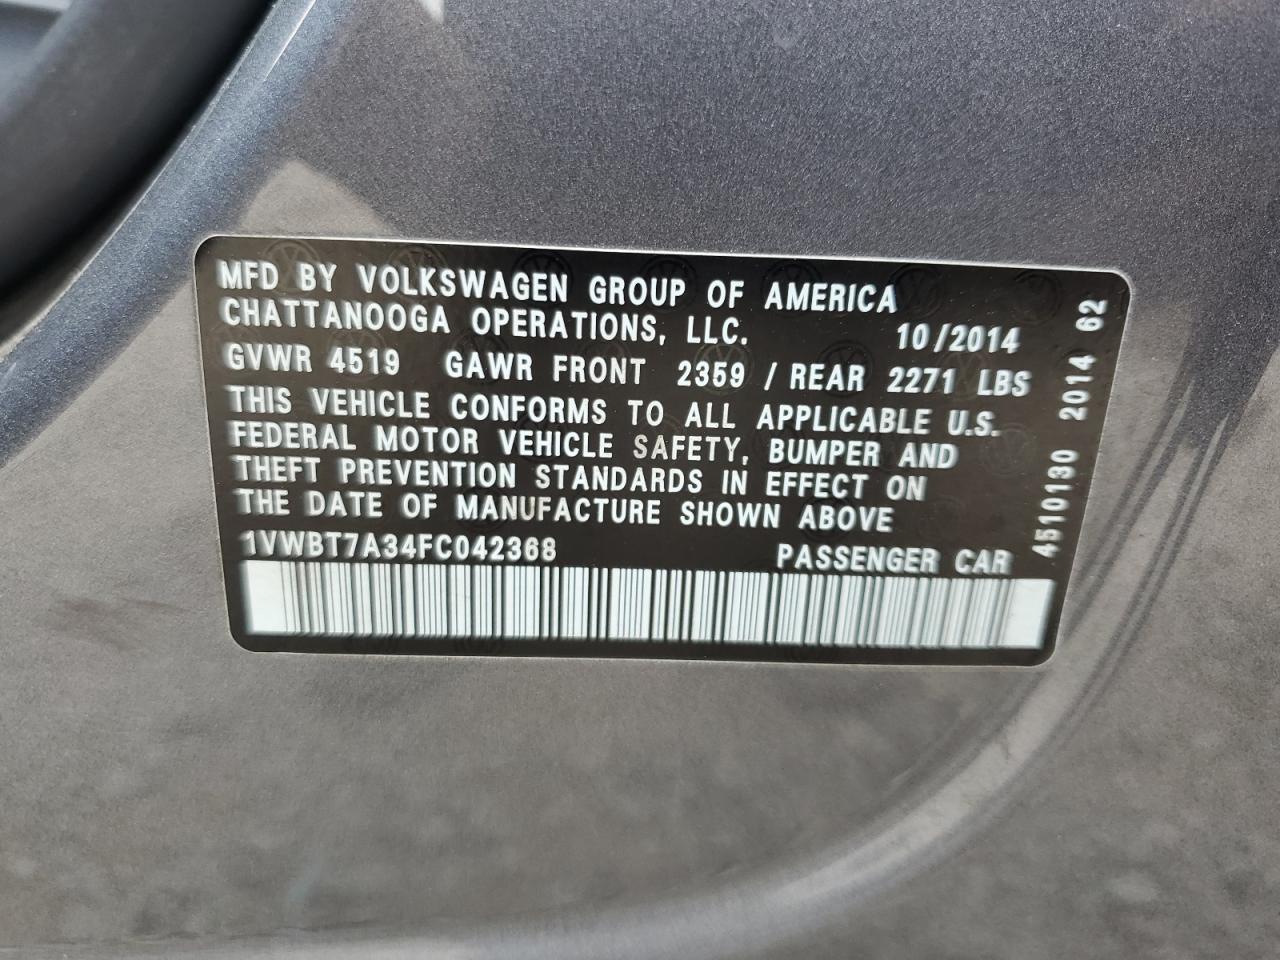 MFD BY VOLKSWAGEN GROUP OF AMERICA
CHATTANOOGA OPERATIONS, LLC. 10/2014
GVWR 4519 GAWR FRONT 2359 / REAR 2271 LBS
THIS VEHICLE CONFORMS TO ALL APPLICABLE U.S.
FEDERAL MOTOR VEHICLE SAFETY, BUMPER AND
THEFT PREVENTION STANDARDS IN EFFECT ON
THE DATE OF MANUFACTURE SHOWN ABOVE
1VWBT7A34FC042368 PASSENGER CAR
4510130 2014 62